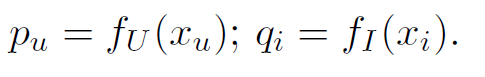 p_u = f_U(x_u); q_i = f_I(x_i).